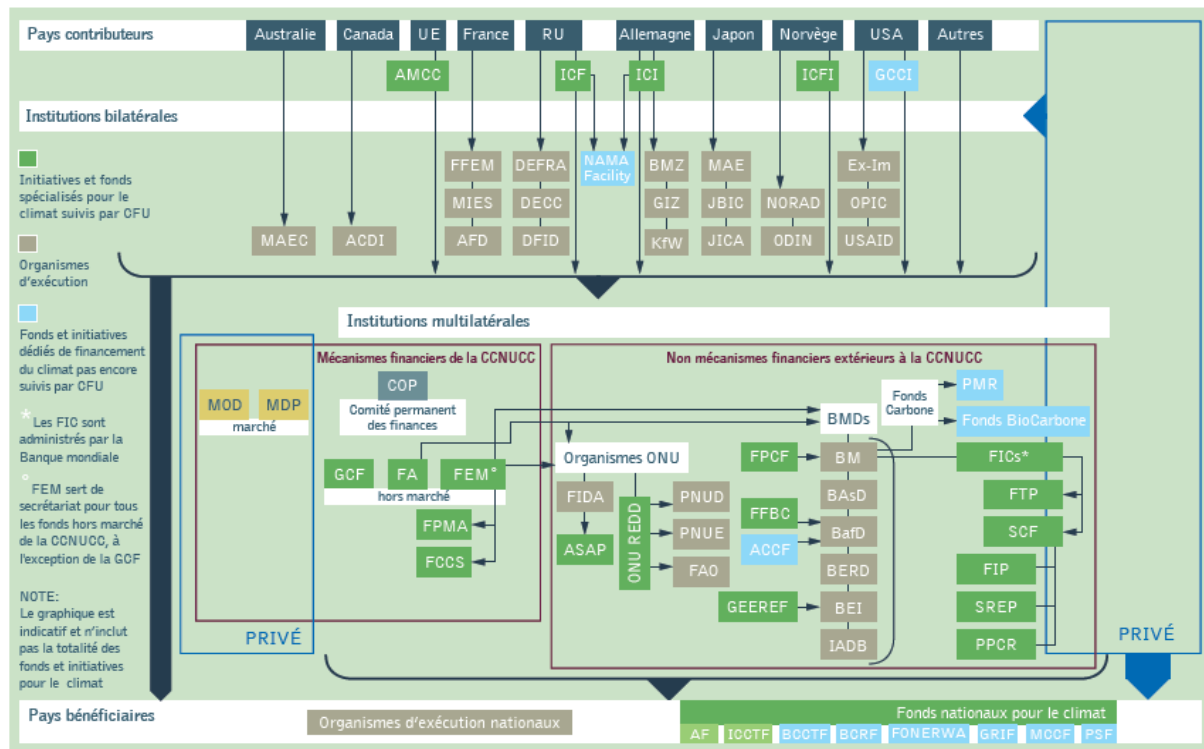 Pays contributeurs
Australie
Canada
UE
France
RU
Allemagne
Japon
Norvège
USA
Autres
AMCC
ICF
ICI
ICFI
GCCI
Institutions bilatérales
Initiatives et fonds
spécialisés pour le
climat suivis par CFU
Organismes
d'exécution
Fonds et initiatives
dédiés de financement
du climat pas encore
suivis par CFU
* Les FIC sont
administrés par la
Banque mondiale
° FEM sert de
secrétariat pour tous
les fonds hors marché
de la CCNUCC, à
l'exception de la GCF
NOTE:
Le graphique est
indicatif et n'inclut
pas la totalité des
fonds et initiatives
pour le climat
MAEC
ACDI
FFEM
MIES
AFD
DEFRA
DECC
DFID
NAMA
Facility
BMZ
GIZ
KfW
MAE
JBIC
JICA
NORAD
ODIN
Ex-Im
OPIC
USAID
Institutions multilatérales
Mécanismes financiers de la CCNUCC
MOD
MDP
marché
COP
Comité permanent
des finances
GCF
FA
FEM°
hors marché
FPMA
FCCS
PRIVÉ
Non mécanismes financiers extérieurs à la CCNUCC
Organismes ONU
FIDA
ASAP
ONU REDD
PNUD
PNUE
FAO
FPCF
FFBC
ACCF
GEEREF
BMDs
BM
BAsD
BafD
BERD
BEI
IADB
Fonds
Carbone
PMR
Fonds BioCarbone
FICs*
FTP
SCF
FIP
SREP
PPCR
PRIVÉ
Pays bénéficiaires
Organismes d'exécution nationaux
Fonds nationaux pour le climat
AF
ICCTF
BCCTF
BCRF
FONERWA
GRIF
MCCF
PSF